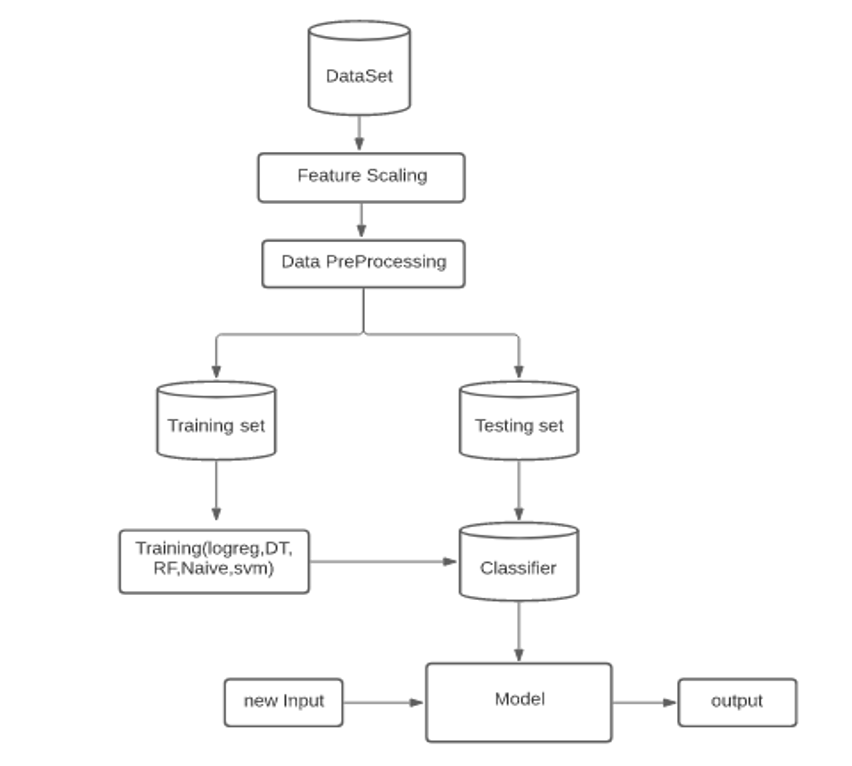 DataSet
Feature Scaling
Data PreProcessing
Training set
Testing set
Training(logreg,DT,
RF,Naive,svm)
Classifier
new Input
Model
output